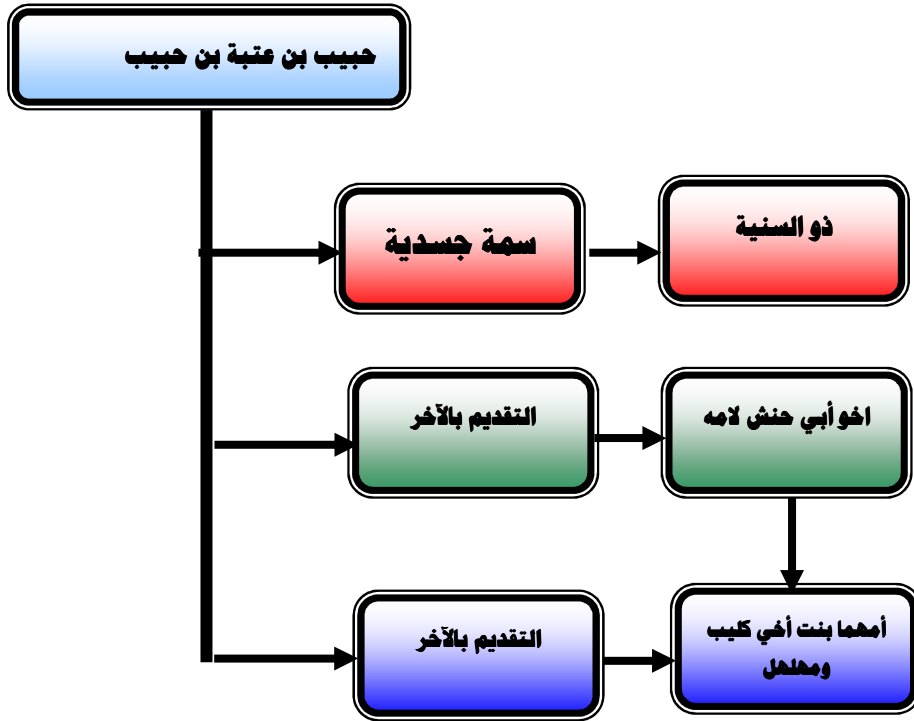 حبيب بن عتبة بن حبيب
سمة جسدية
ذو السنية
التقديم بالآخر
اخو أبي حنش لامه
التقديم بالآخر
أمهما بنت أخي كليب
ومهلهل